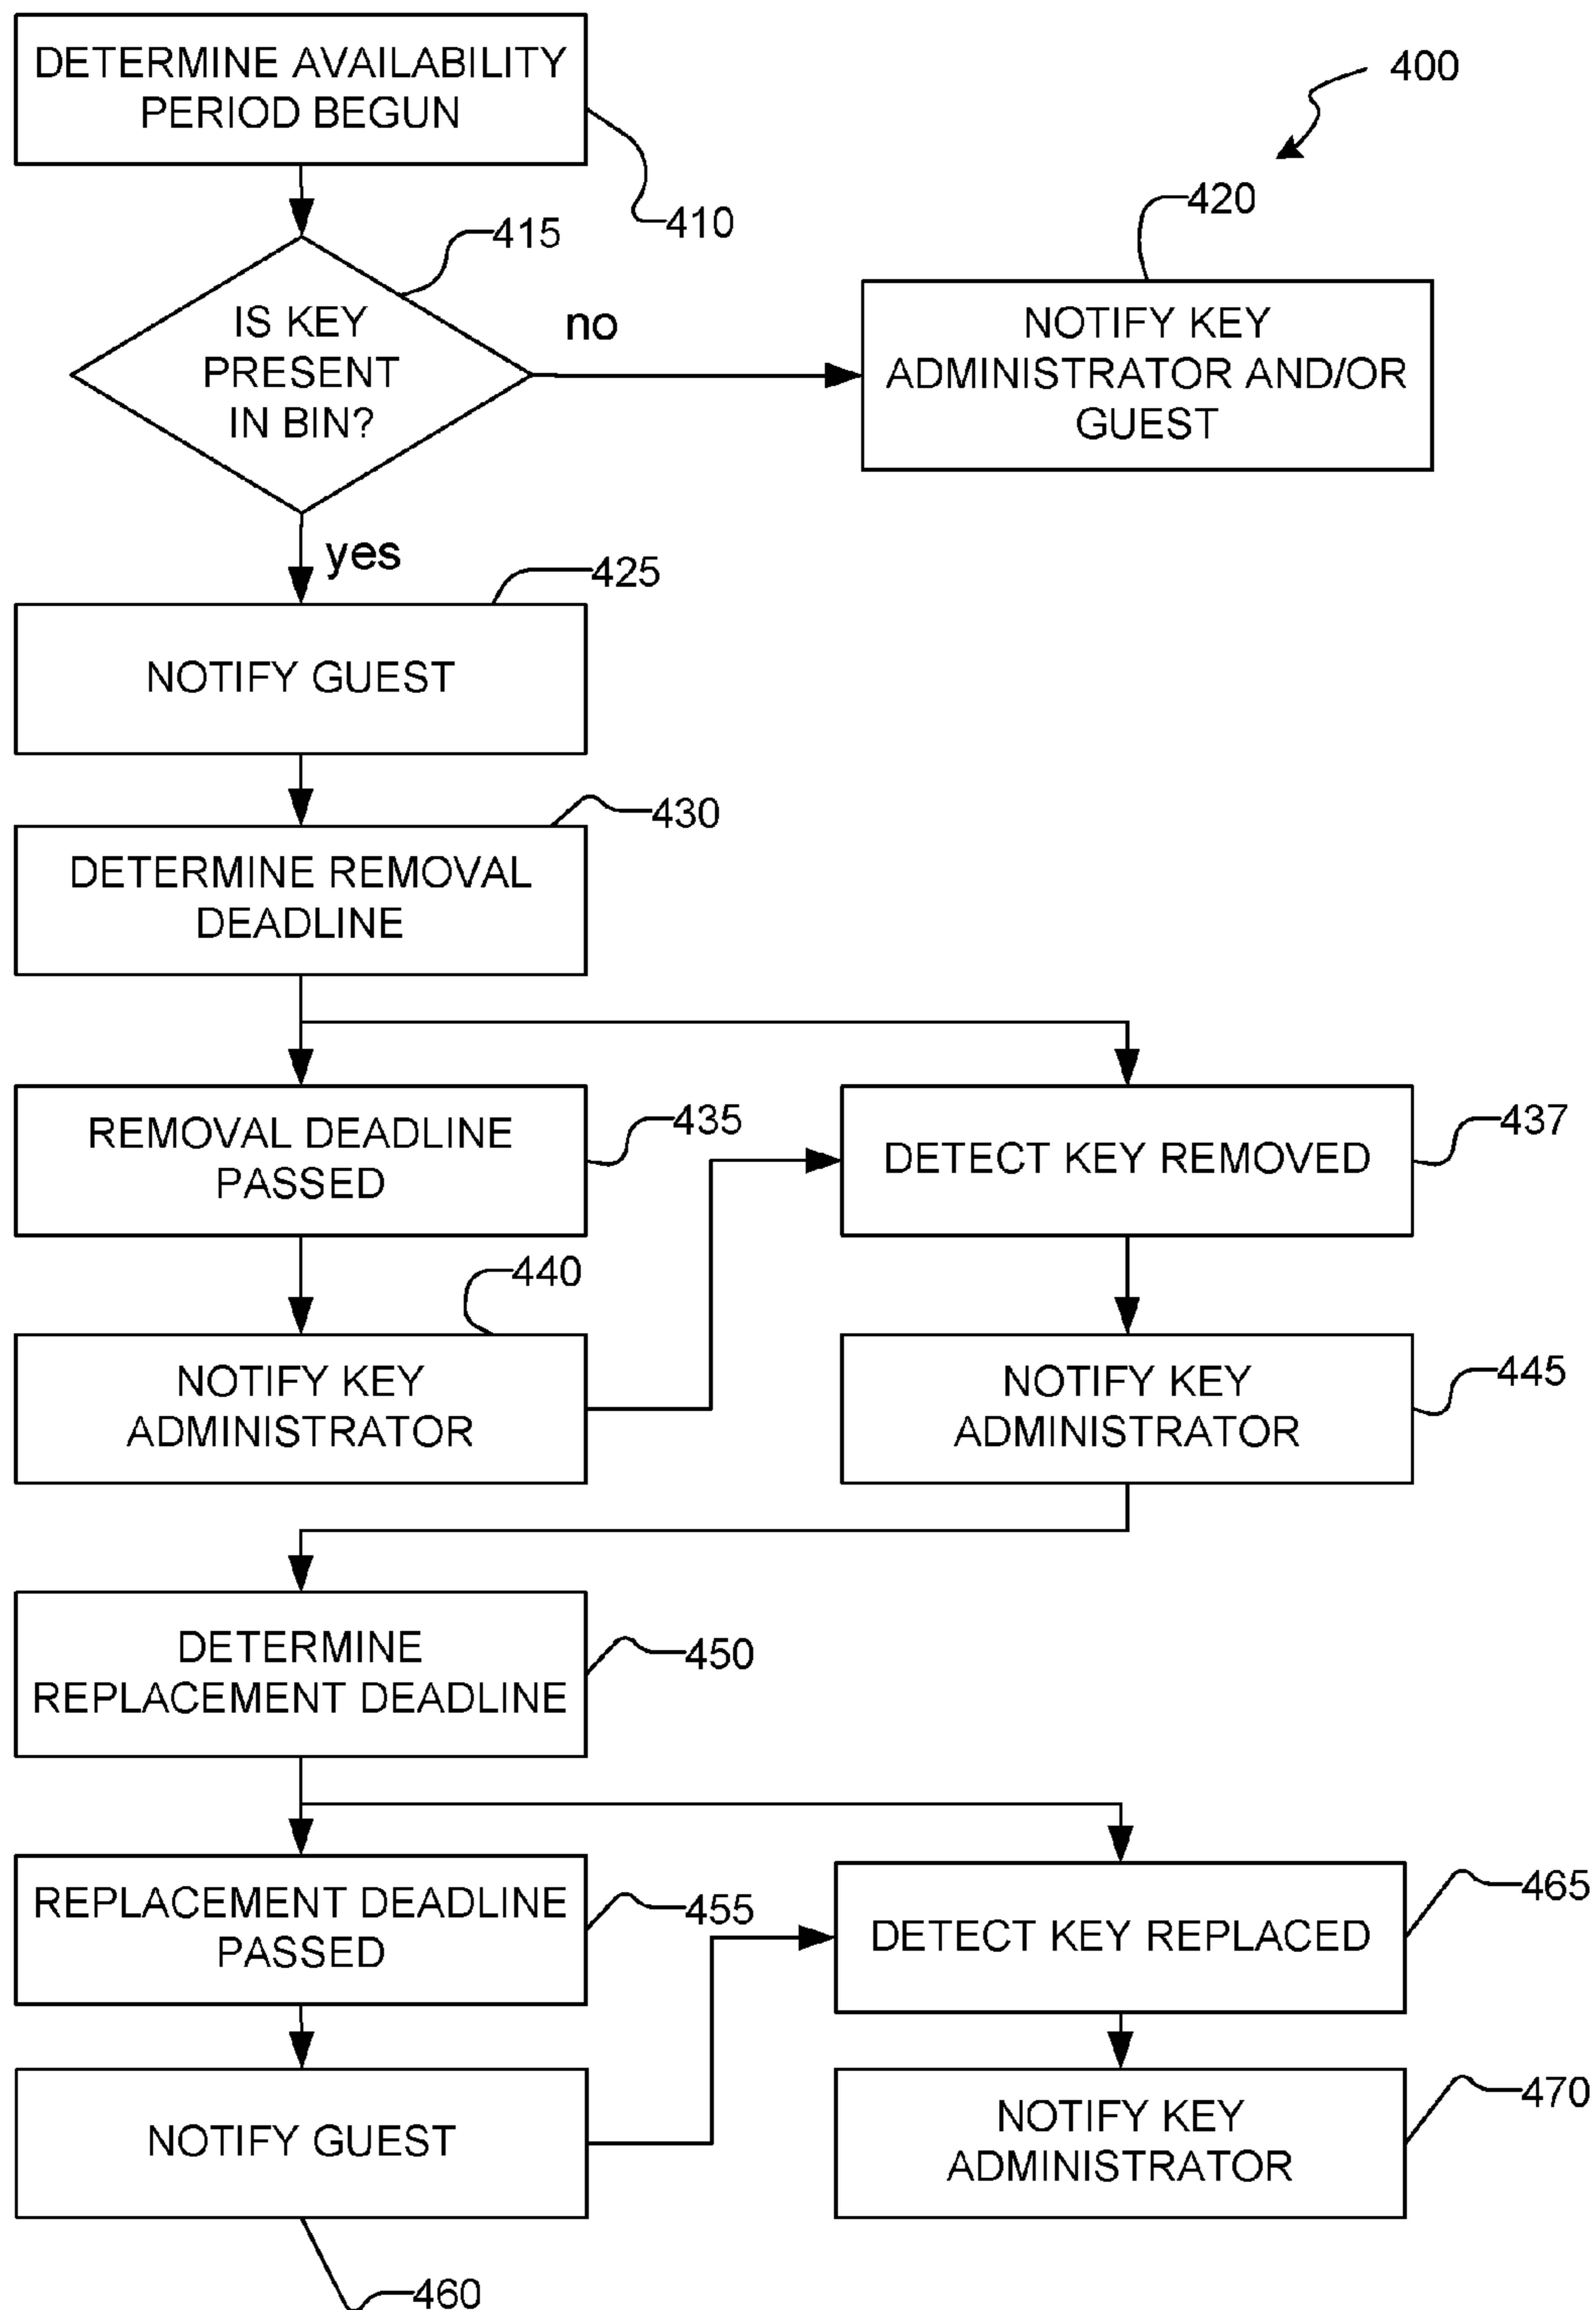 DETERMINE AVAILABILITY
PERIOD BEGUN
400
410
420
415
IS KEY
PRESENT
IN BIN?
no
NOTIFY KEY
ADMINISTRATOR AND/OR
GUEST
yes
425
NOTIFY GUEST
430
DETERMINE REMOVAL
DEADLINE
REMOVAL DEADLINE
PASSED
435
DETECT KEY REMOVED
437
440
NOTIFY KEY
ADMINISTRATOR
NOTIFY KEY
ADMINISTRATOR
445
DETERMINE
REPLACEMENT DEADLINE
450
REPLACEMENT DEADLINE
PASSED
455
DETECT KEY REPLACED
465
NOTIFY GUEST
460
NOTIFY KEY
ADMINISTRATOR
470